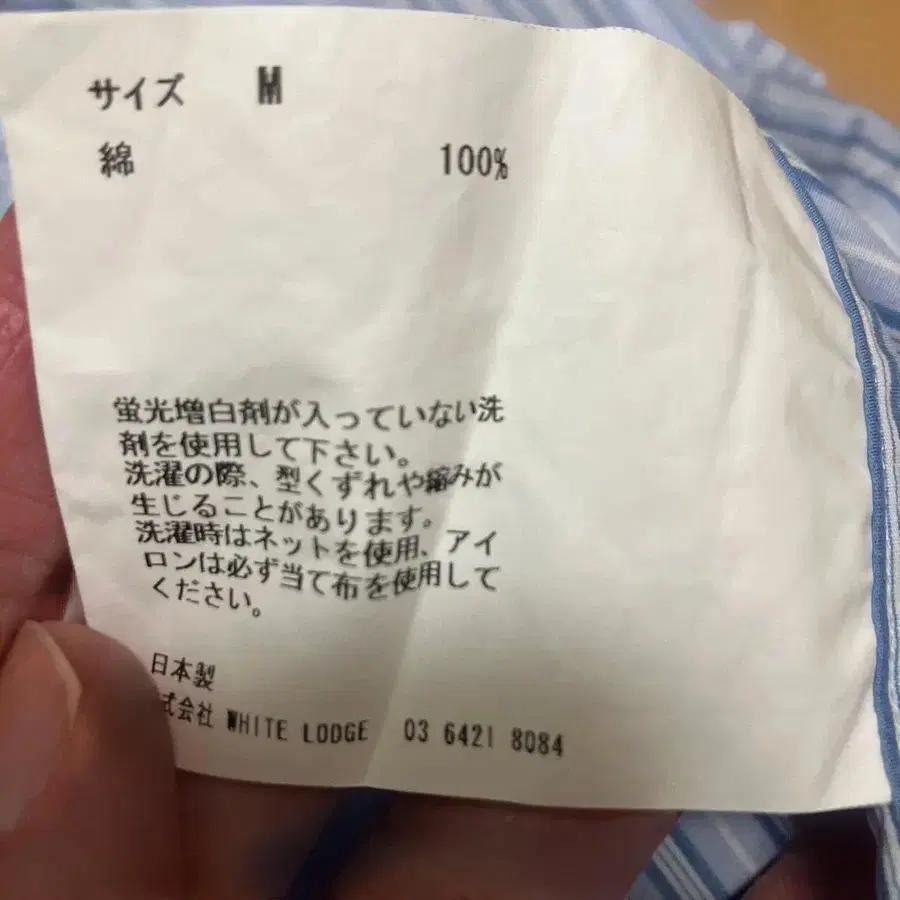 サイズ M
綿 100%
蛍光増白剤が入っていない洗
剤を使用して下さい。
洗濯の際、型くずれや縮みが
生じることがあります。
洗濯時はネットを使用、アイ
ロンは必ず当て布を使用して
ください。
日本製
式会社 WHITE LODGE 03 6421 8084